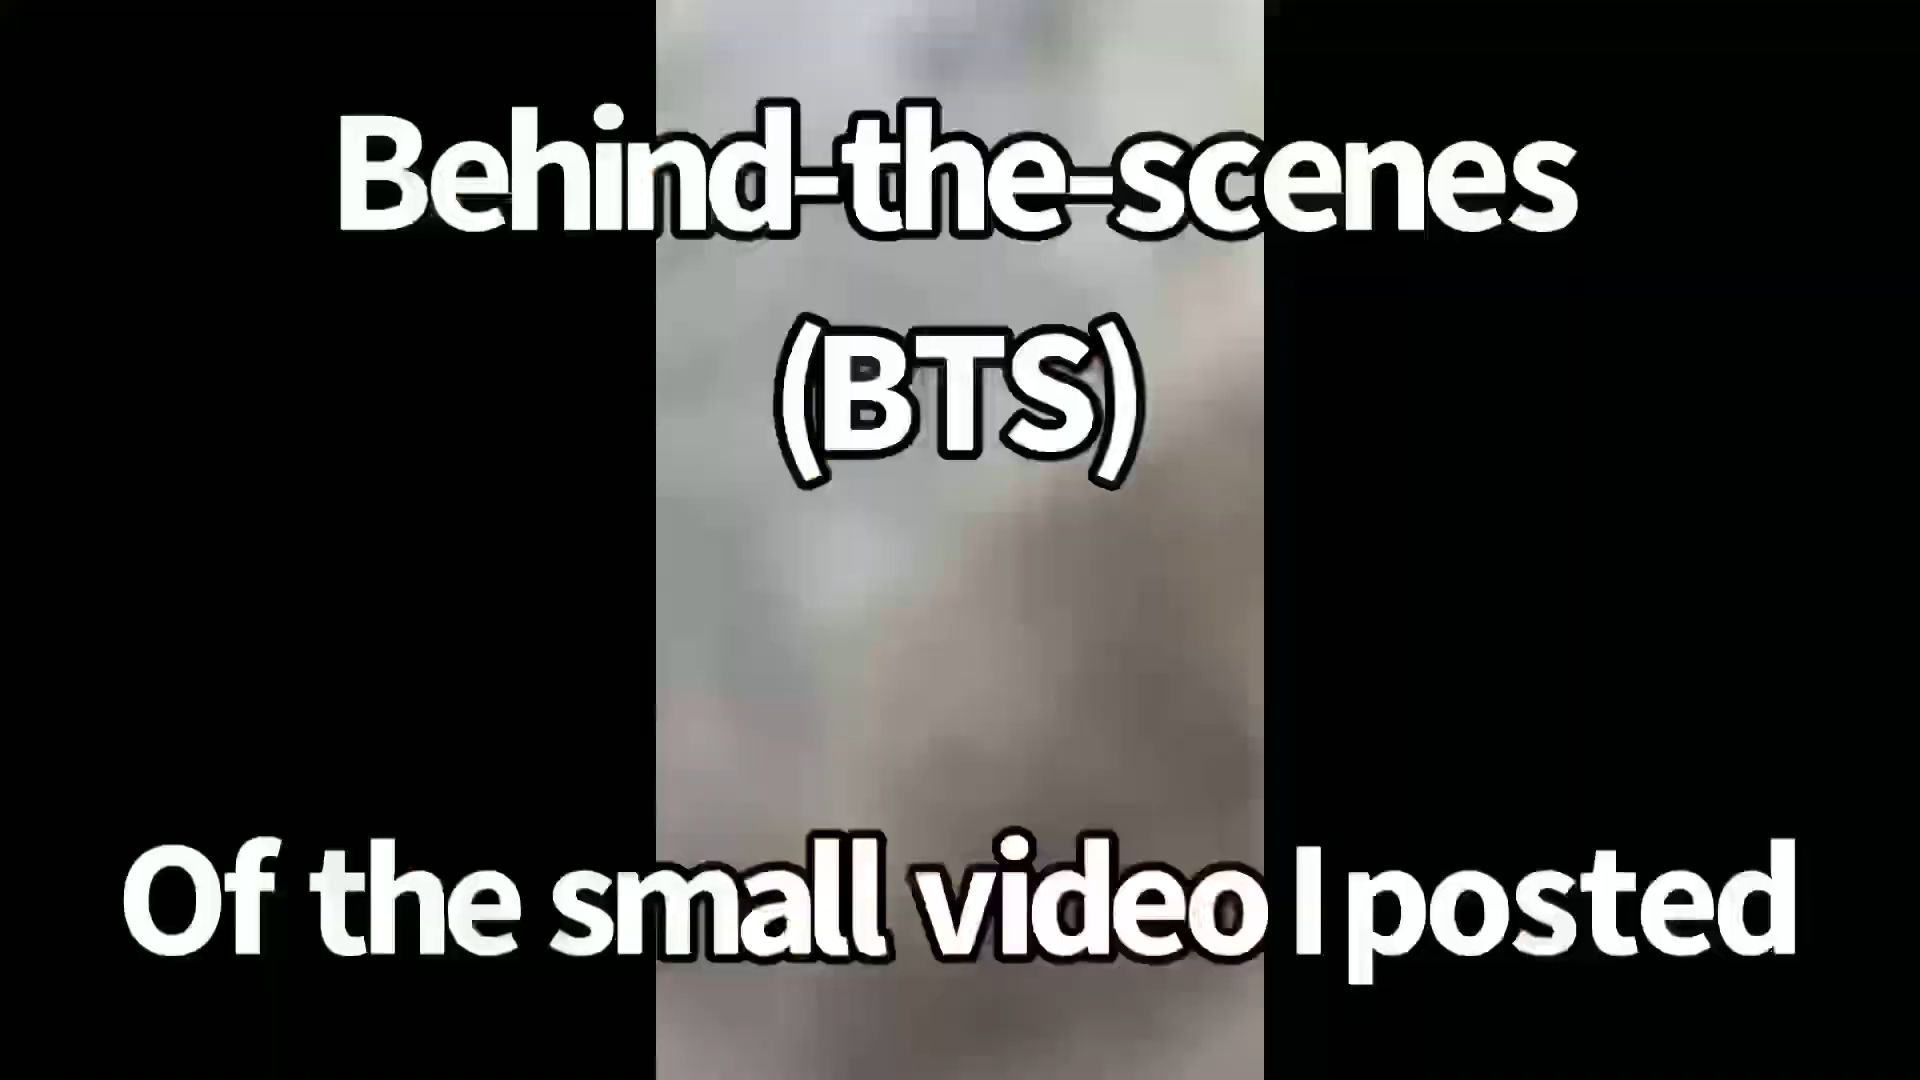 Behind-the-scenes
(BTS)
Of the small video I posted